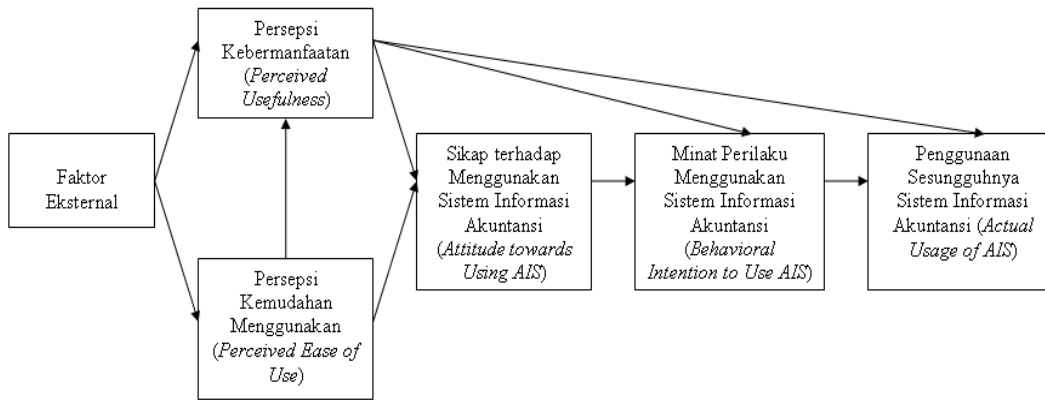 Persepsi
Kebermanfaatan
(Perceived
Usefulness)
Faktor
Eksternal
Persepsi
Kemudahan
Menggunakan
(Perceived Ease of
Use)
Sikap terhadap
Menggunakan
Sistem Informasi
Akuntansi
(Attitude towards
Using AIS)
Minat Perilaku
Menggunakan
Sistem Informasi
Akuntansi
(Behavioral
Intention to Use AIS)
Penggunaan
Sesungguhnya
Sistem Informasi
Akuntansi (Actual
Usage of AIS)